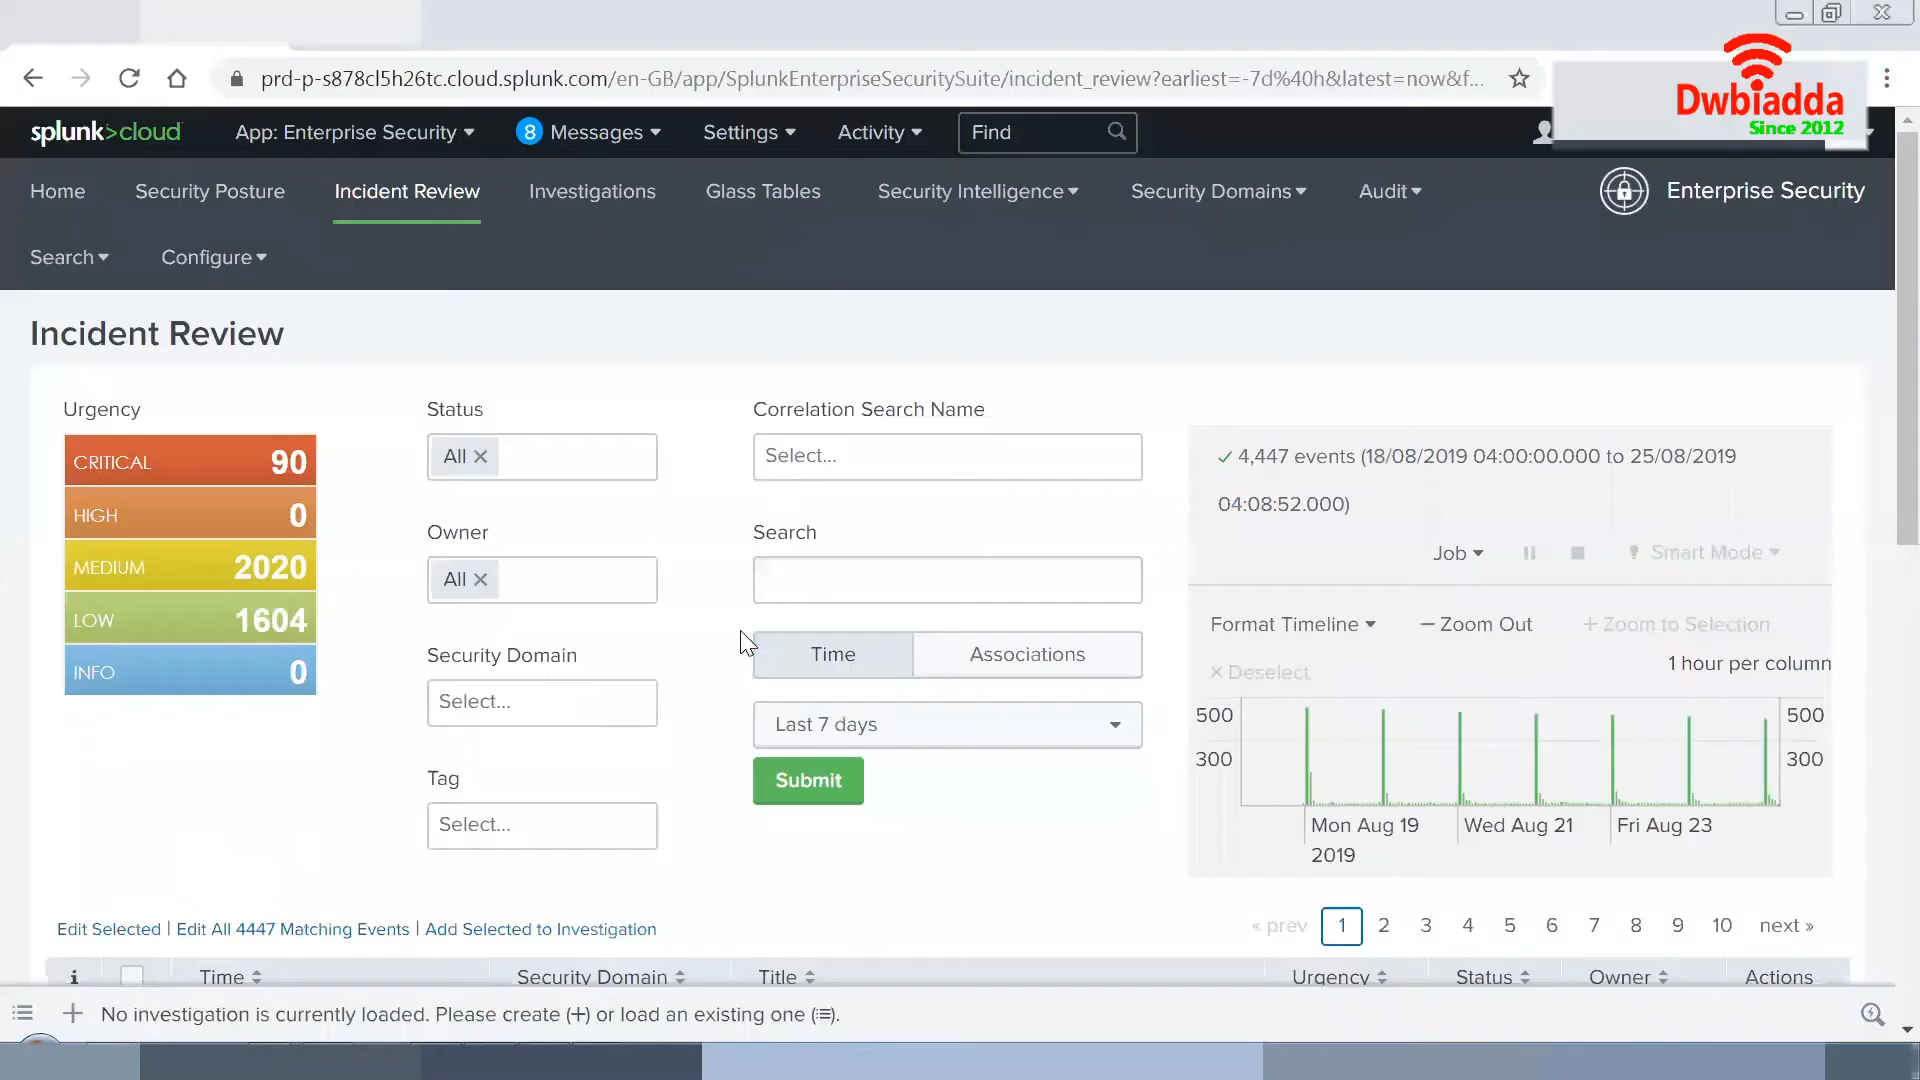 prd-p-s878cl5h26tc.cloud.splunk.com/en-GB/app/SplunkEnterpriseSecuritySuite/incident_review?earliest=-7d%40h&latest=now&f...
Dwbiadda
Since 2012
splunk>cloud
App: Enterprise Security
8
Messages
Settings
Activity
Find
Home
Security Posture
Incident Review
Investigations
Glass Tables
Security Intelligence
Security Domains
Audit
Enterprise Security
Search
Configure
Incident Review
Urgency
CRITICAL 90
HIGH 0
MEDIUM 2020
LOW 1604
INFO 0
Status
All
Owner
All
Security Domain
Select...
Tag
Select...
Correlation Search Name
Select...
Search
Time
Associations
Last 7 days
Submit
4,447 events (18/08/2019 04:00:00.000 to 25/08/2019
04:08:52.000)
Job
Smart Mode
Format Timeline
— Zoom Out
+ Zoom to Selection
× Deselect
1 hour per column
500
300
500
300
Mon Aug 19
2019
Wed Aug 21
Fri Aug 23
Edit Selected | Edit All 4447 Matching Events | Add Selected to Investigation
« prev 1 2 3 4 5 6 7 8 9 10 next »
i
Time
Security Domain
Title
Urgency
Status
Owner
Actions
No investigation is currently loaded. Please create (+) or load an existing one (≔).